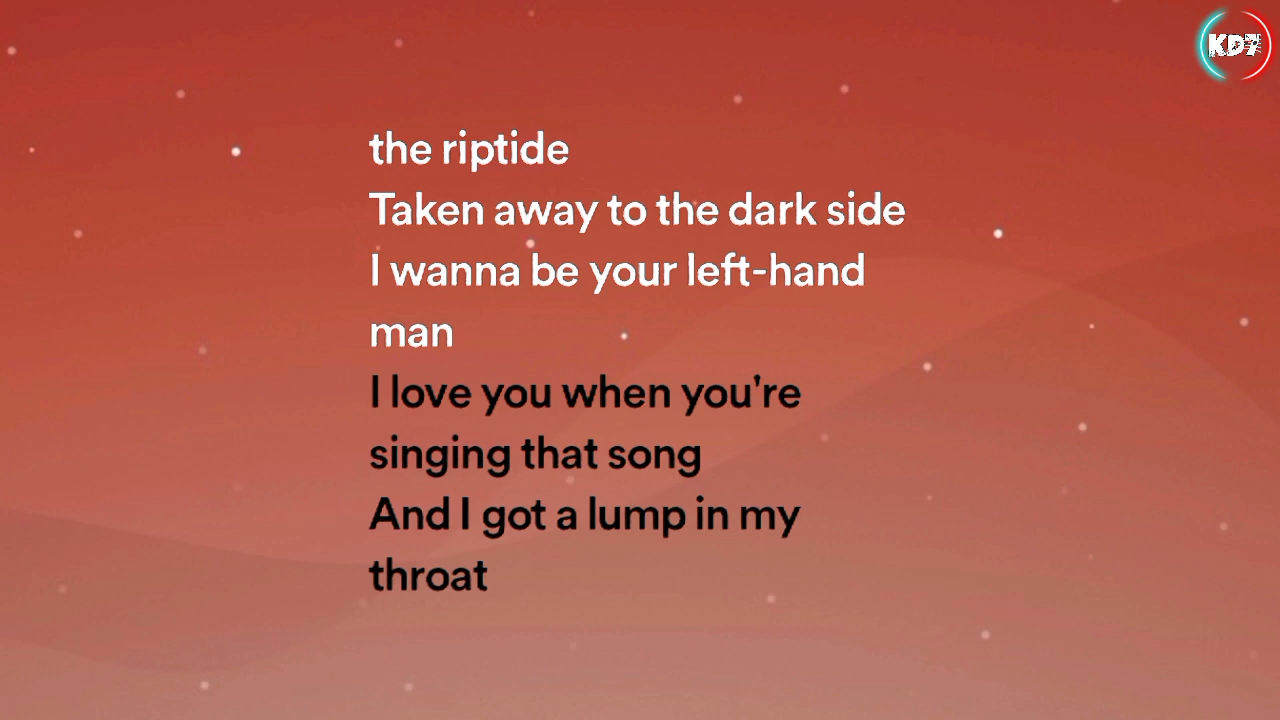 KD7
the riptide
Taken away to the dark side
I wanna be your left-hand
man
I love you when you're
singing that song
And I got a lump in my
throat